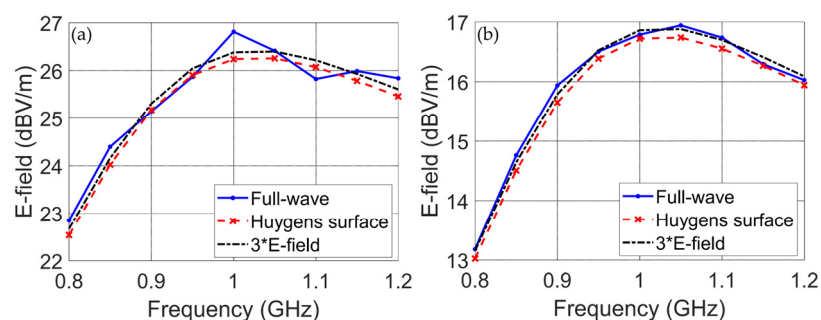 (a)
E-field (dBV/m)
27
26
25
24
23
22
Full-wave
Huygens surface
3*E-field
0.8
0.9
1
1.1
1.2
Frequency (GHz)
(b)
E-field (dBV/m)
17
16
15
14
13
Full-wave
Huygens surface
3*E-field
0.8
0.9
1
1.1
1.2
Frequency (GHz)